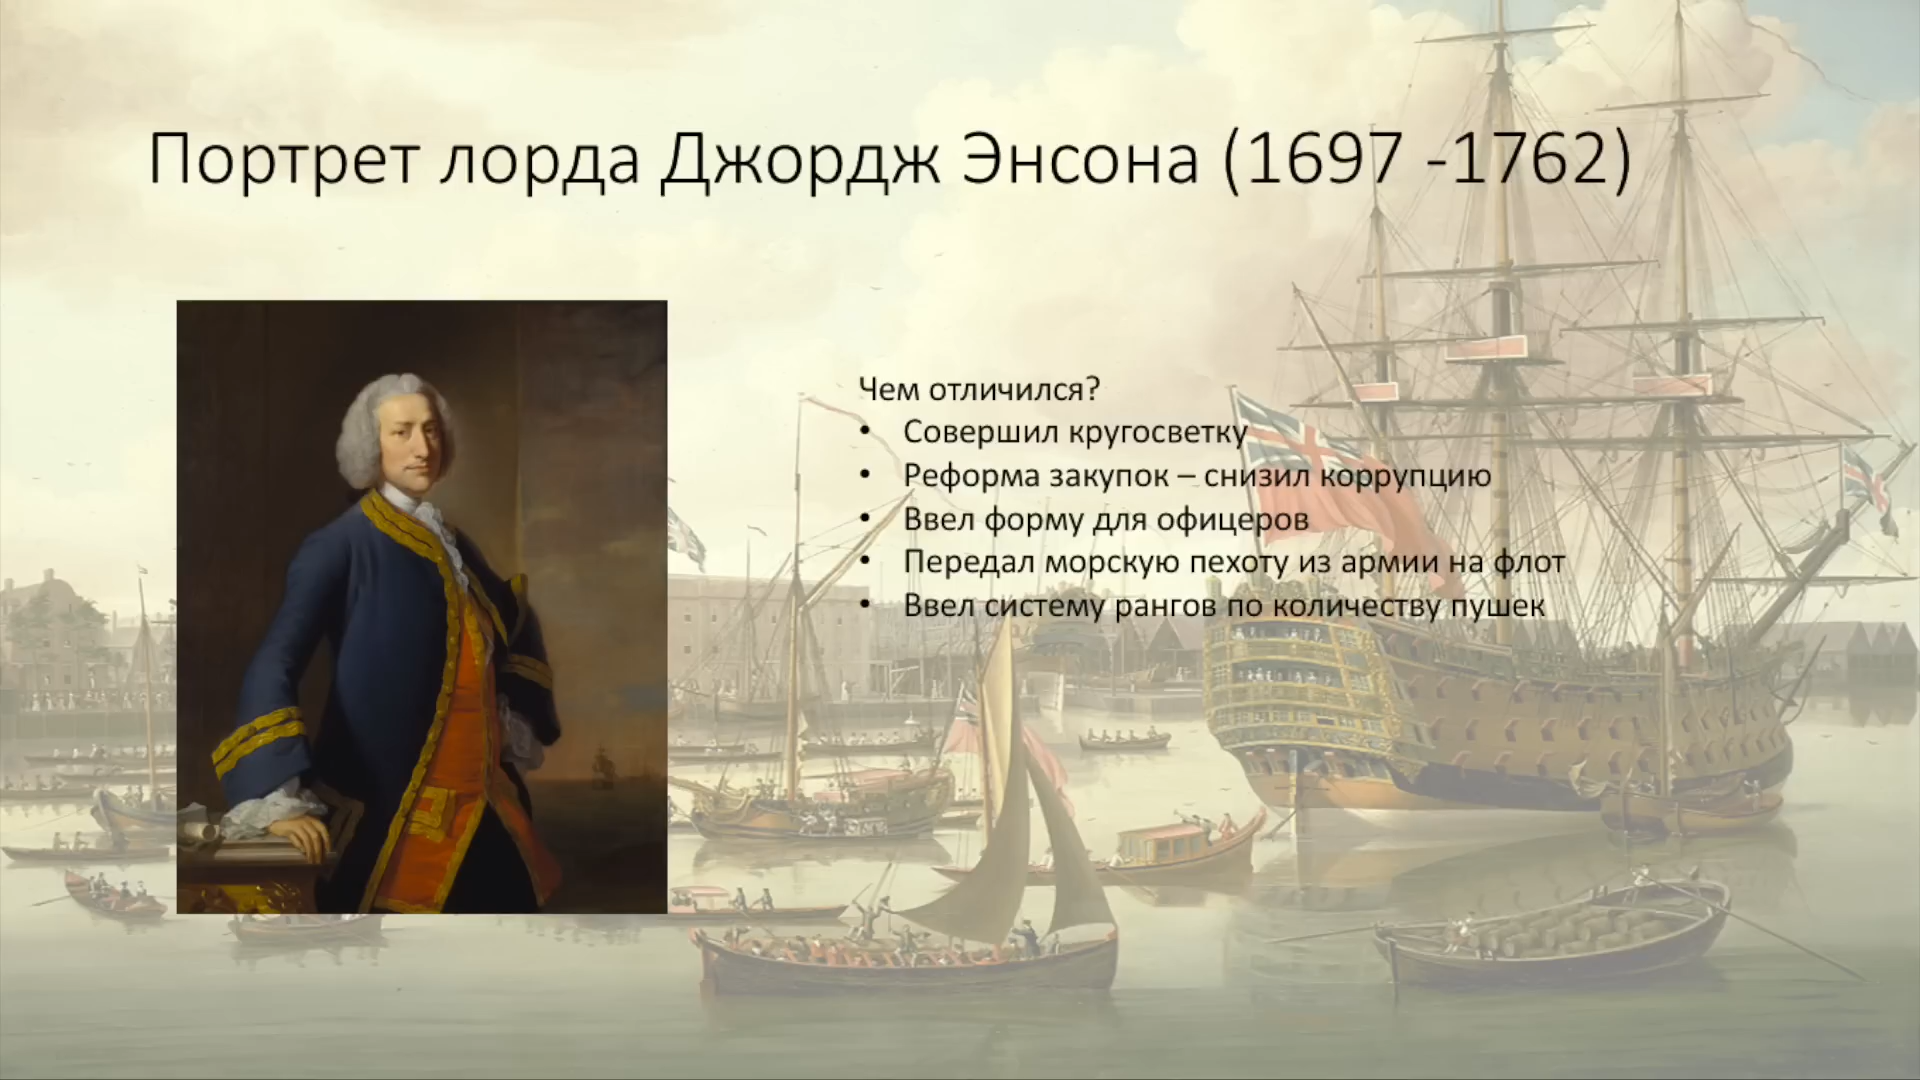 Портрет лорда Джордж Энсона (1697 -1762)
Чем отличился?
• Совершил кругосветку
• Реформа закупок – снизил коррупцию
• Ввел форму для офицеров
• Передал морскую пехоту из армии на флот
• Ввел систему рангов по количеству пушек